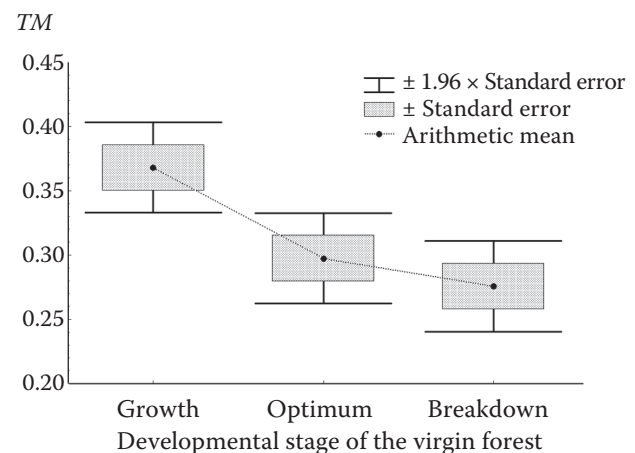 TM
0.45
0.40
0.35
0.30
0.25
0.20
± 1.96 × Standard error
± Standard error
Arithmetic mean
Growth Optimum Breakdown
Developmental stage of the virgin forest